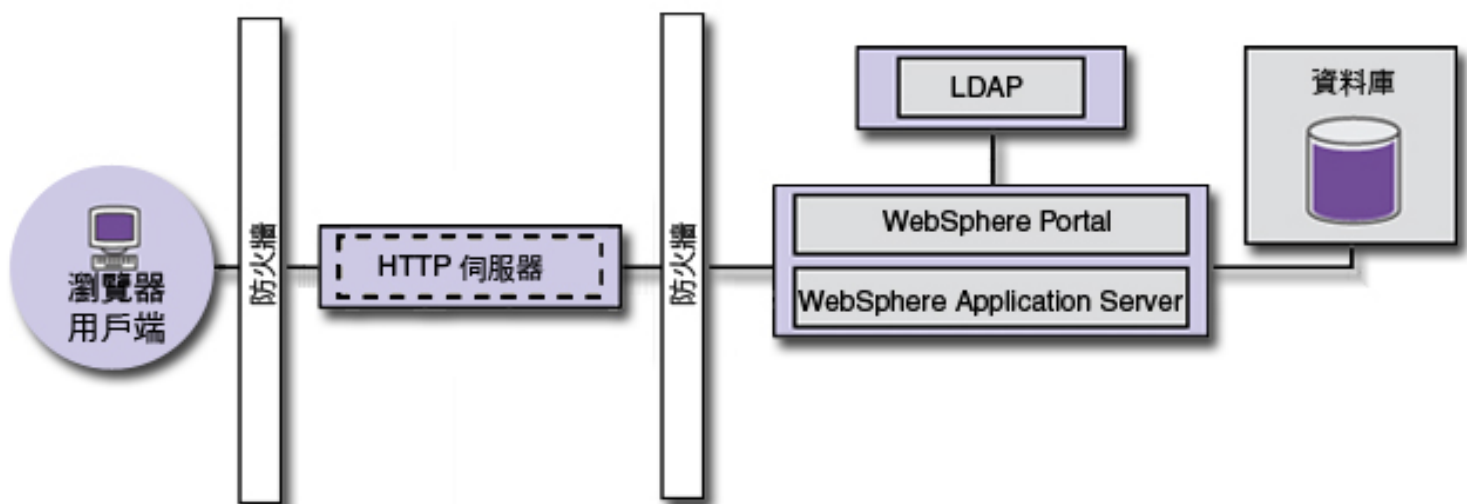 瀏覽器
用戶端
防火牆
HTTP 伺服器
防火牆
LDAP
WebSphere Portal
WebSphere Application Server
資料庫